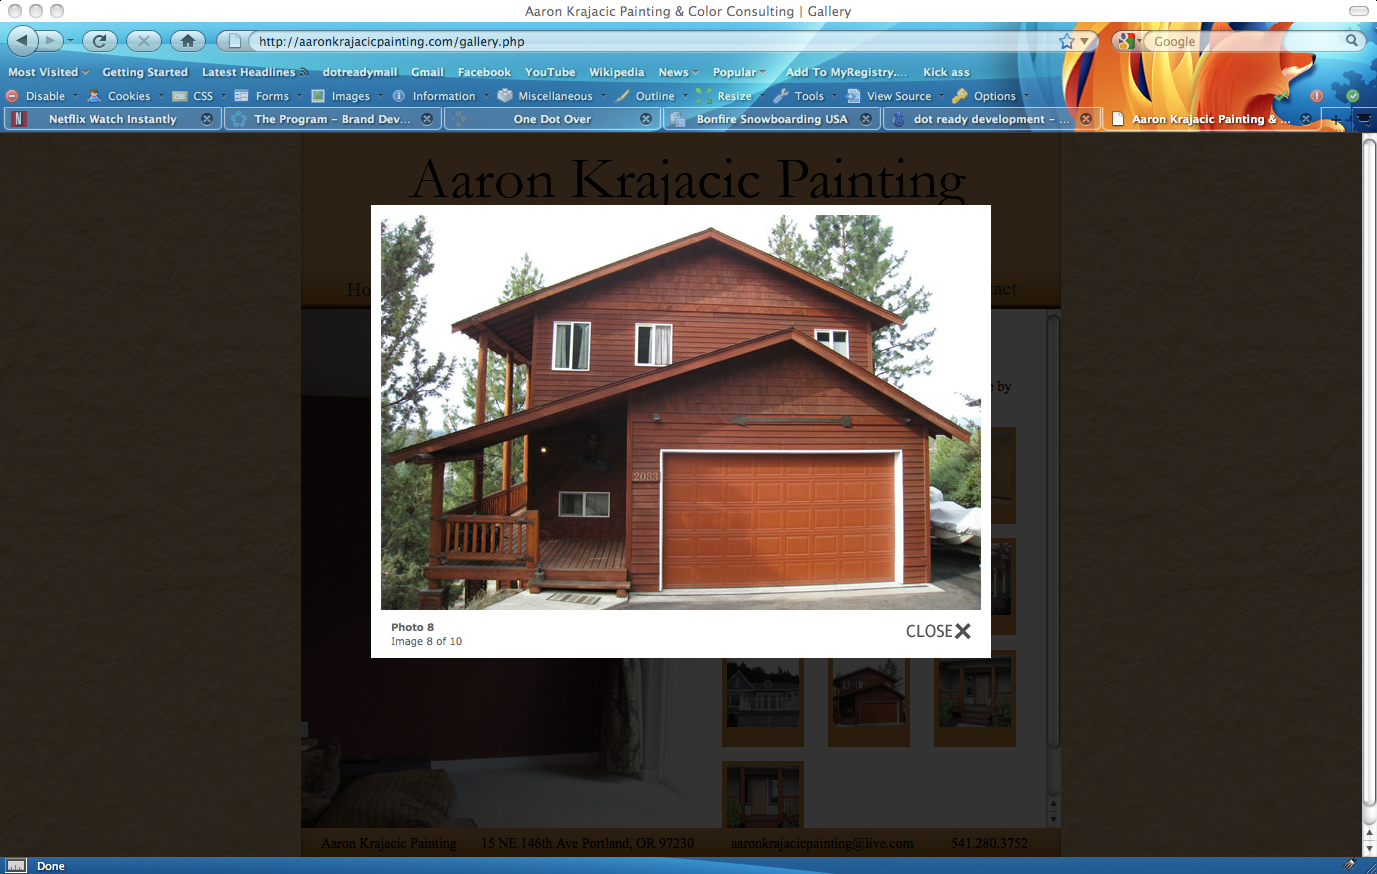 Aaron Krajacic Painting & Color Consulting | Gallery
http://aaronkrajacicpainting.com/gallery.php
Google
Most Visited Getting Started Latest Headlines dotreadymail Gmail Facebook YouTube Wikipedia News Popular Add To MyRegistry.... Kick ass
Disable Cookies CSS Forms Images Information Miscellaneous Outline Resize Tools View Source Options
Netflix Watch Instantly The Program - Brand Dev... One Dot Over Bonfire Snowboarding USA dot ready development - ... Aaron Krajacic Painting & ...
Aaron Krajacic Painting
Ho
tact
by
2083
Photo 8
Image 8 of 10
CLOSE
Aaron Krajacic Painting 15 NE 146th Ave Portland, OR 97230 aaronkrajacicpainting@live.com 541.280.3752
Done